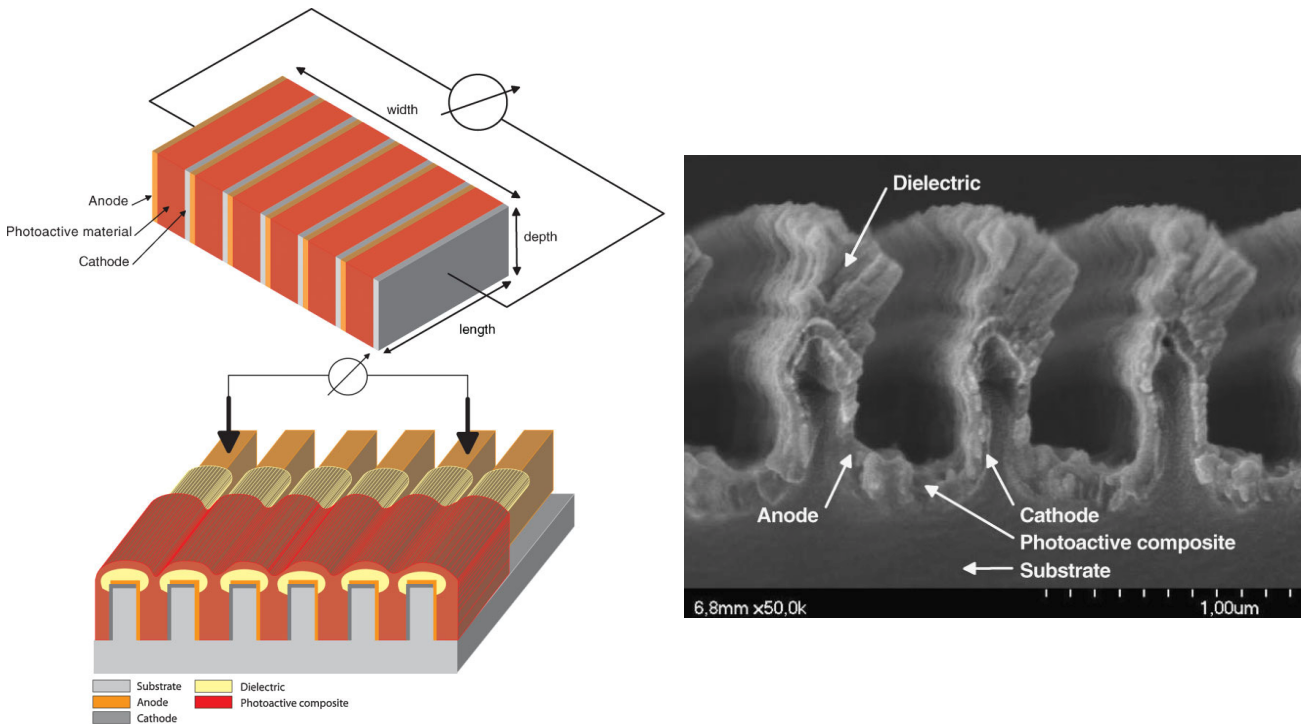 width
Anode
Photoactive material
Cathode
depth
length
Substrate
Anode
Cathode
Dielectric
Photoactive composite
Dielectric
Anode
Cathode
Photoactive composite
Substrate
6,8mm x50,0k
1,00um